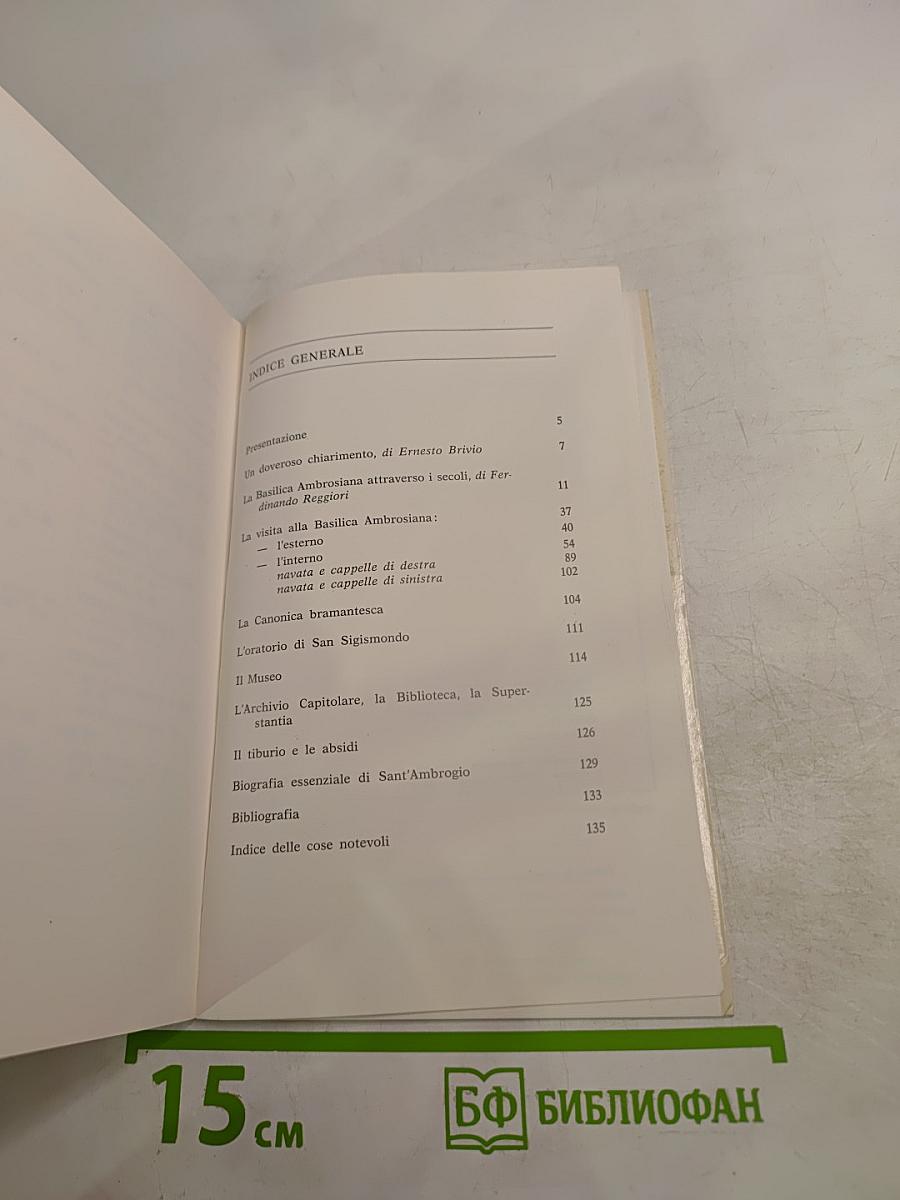 INDICE GENERALE
Presentazione 5
Un doveroso chiarimento, di Ernesto Brivio 7
La Basilica Ambrosiana attraverso i secoli, di Fer-
dinando Reggiori 11
La visita alla Basilica Ambrosiana: 37
— l'esterno 40
— l'interno 54
navata e cappelle di destra 89
navata e cappelle di sinistra 102
La Canonica bramantesca 104
L'oratorio di San Sigismondo 111
Il Museo 114
L'Archivio Capitolare, la Biblioteca, la Super-
stantia 125
Il tiburio e le absidi 126
Biografia essenziale di Sant'Ambrogio 129
Bibliografia 133
Indice delle cose notevoli 135
15 см
БФ БИБЛИОФАН